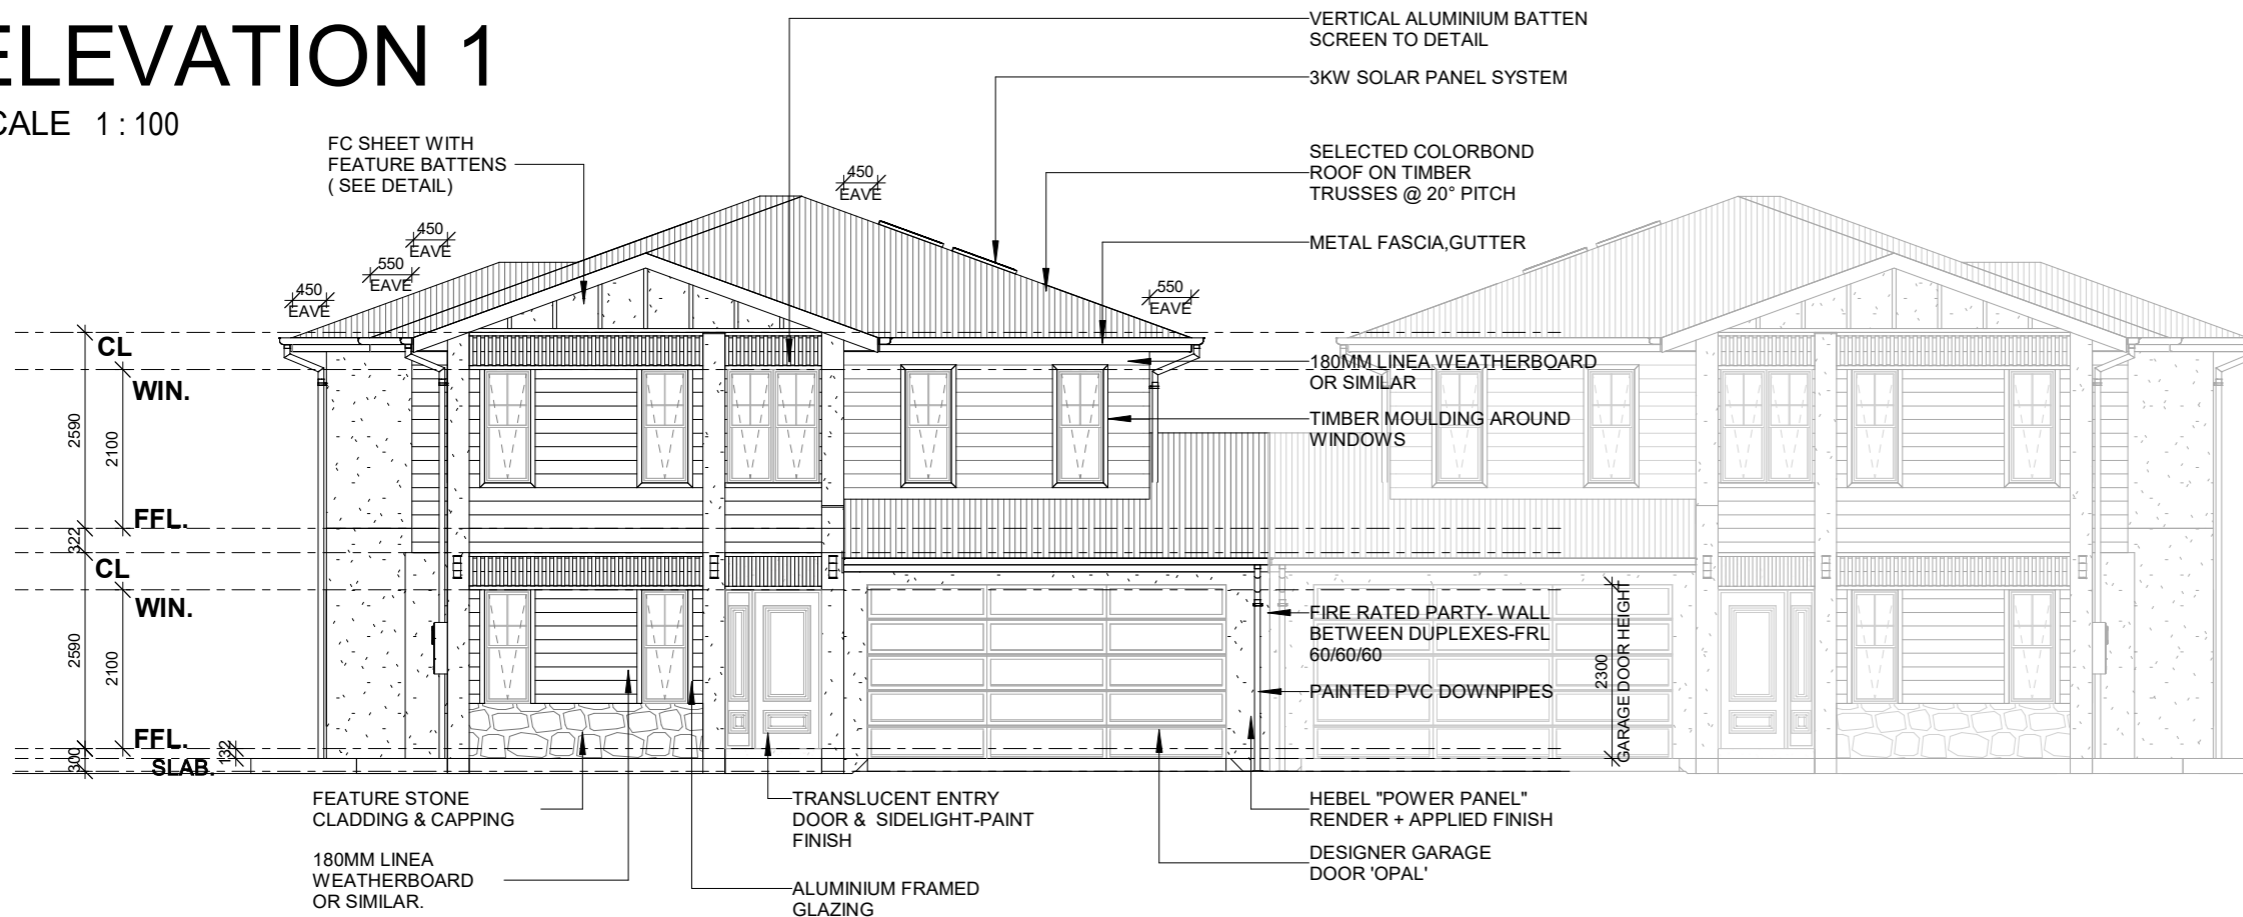 ELEVATION 1
SCALE 1 : 100
VERTICAL ALUMINIUM BATTEN
SCREEN TO DETAIL
3KW SOLAR PANEL SYSTEM
FC SHEET WITH
FEATURE BATTENS
( SEE DETAIL)
SELECTED COLORBOND
ROOF ON TIMBER
TRUSSES @ 20° PITCH
450
EAVE
450
EAVE
550
EAVE
450
EAVE
550
EAVE
METAL FASCIA,GUTTER
CL
WIN.
180MM LINEA WEATHERBOARD
OR SIMILAR
TIMBER MOULDING AROUND
WINDOWS
2590
2100
FFL.
322
CL
WIN.
2590
2100
FIRE RATED PARTY- WALL
BETWEEN DUPLEXES-FRL
60/60/60
PAINTED PVC DOWNPIPES
2300
GARAGE DOOR HEIGHT
FFL.
300
132
SLAB.
FEATURE STONE
CLADDING & CAPPING
TRANSLUCENT ENTRY
DOOR & SIDELIGHT-PAINT
FINISH
HEBEL "POWER PANEL"
RENDER + APPLIED FINISH
180MM LINEA
WEATHERBOARD
OR SIMILAR.
ALUMINIUM FRAMED
GLAZING
DESIGNER GARAGE
DOOR 'OPAL'